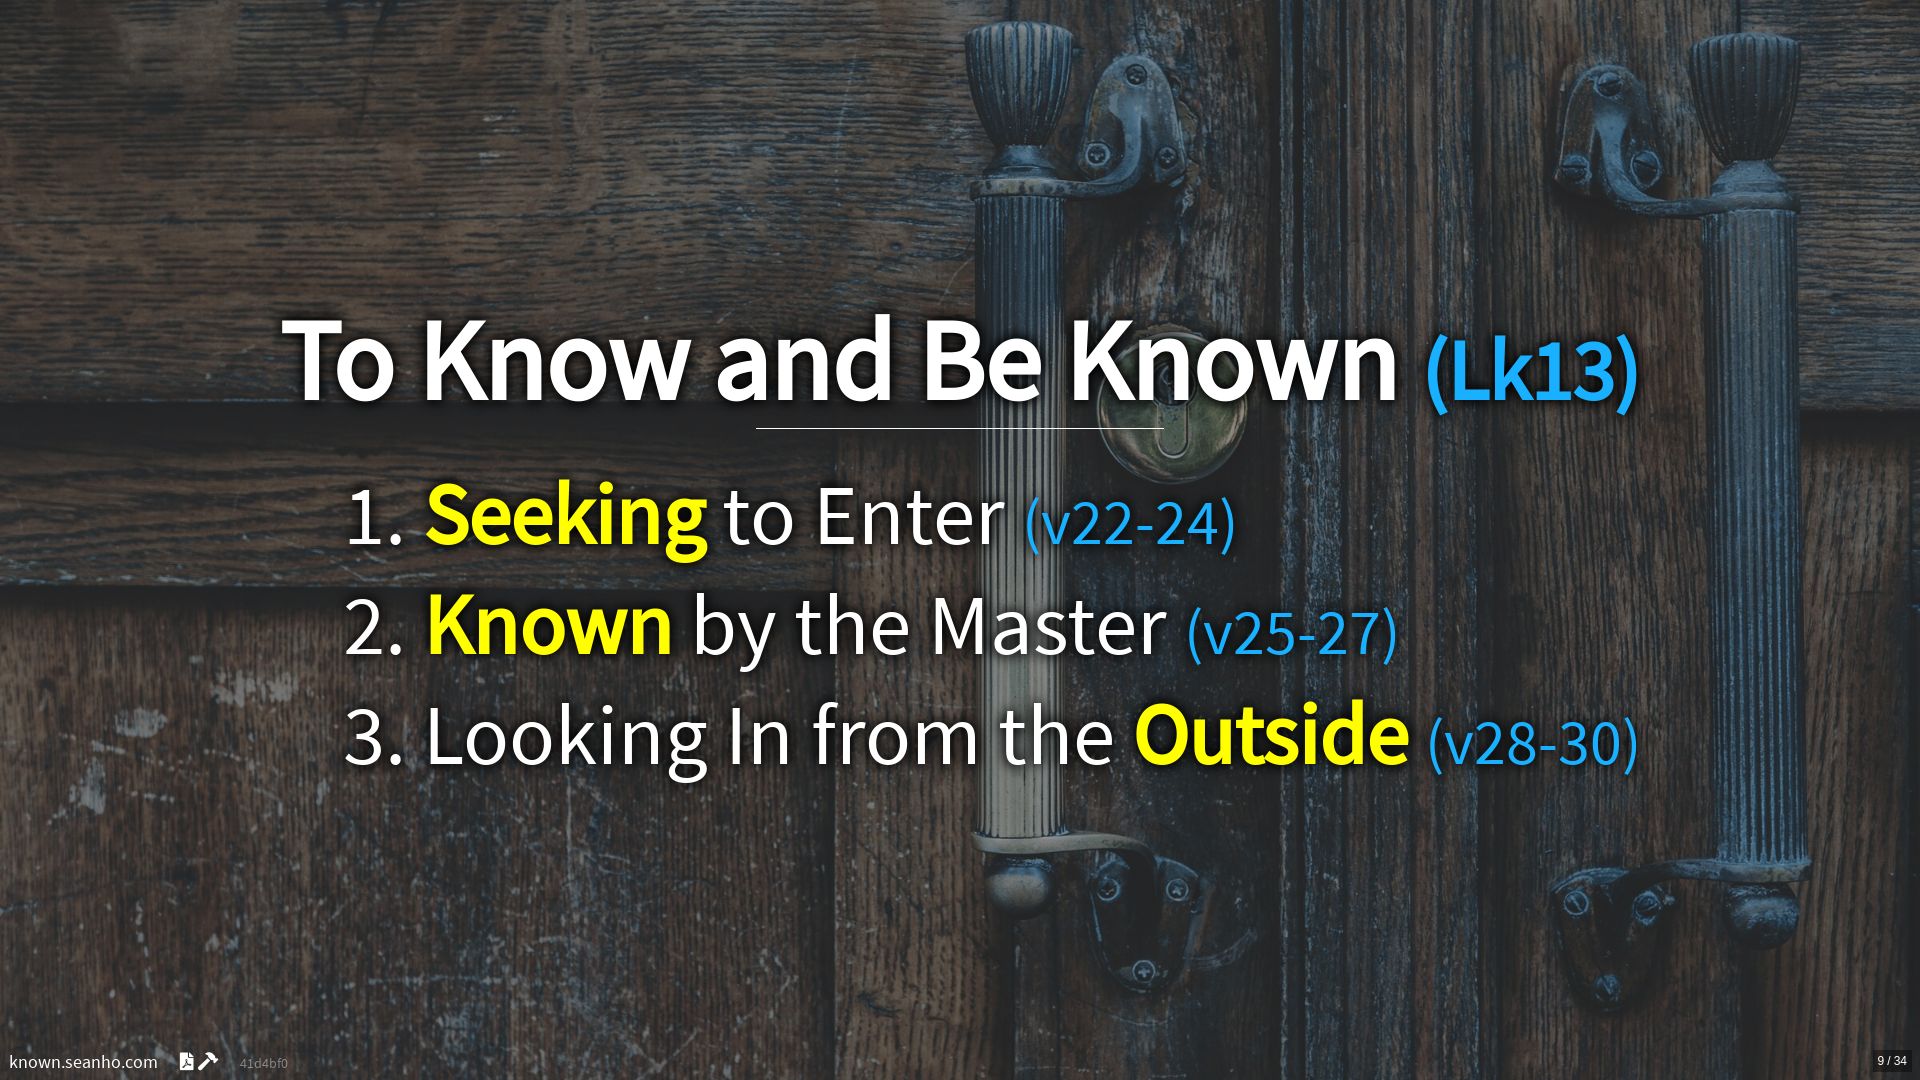 To Know and Be Known (Lk13)
1. Seeking to Enter (v22-24)
2. Known by the Master (v25-27)
3. Looking In from the Outside (v28-30)
known.seanho.com 41d4bf0
9 / 34